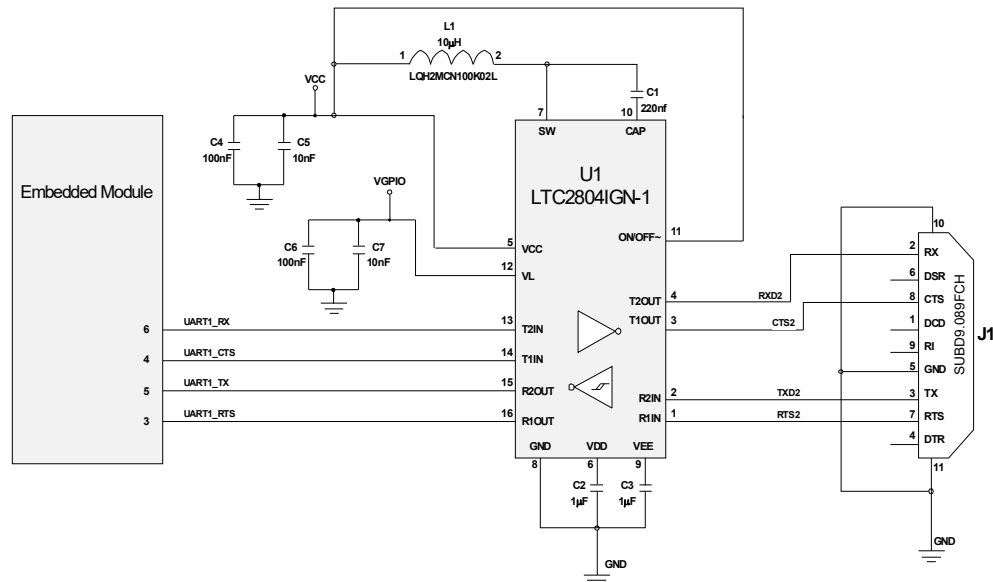 L1
10µH
1
2
LQH2MCN100K02L
VCC
C1
220nf
7
10
SW
CAP
C4
100nF
C5
10nF
U1
LTC2804IGN-1
Embedded Module
VGPIO
ON/OFF~
11
10
5
VCC
2
RX
C6
100nF
C7
10nF
12
VL
6
DSR
T2OUT
4
RXD2
8
CTS
6
UART1_RX
13
T2IN
T1OUT
3
CTS2
1
DCD
SUBD9.089FCH
J1
9
RI
4
UART1_CTS
14
T1IN
5
GND
5
UART1_TX
15
R2OUT
R2IN
2
TXD2
3
TX
3
UART1_RTS
16
R1OUT
R1IN
1
RTS2
7
RTS
4
DTR
GND
VDD
VEE
8
6
9
11
C2
1µF
C3
1µF
GND
GND